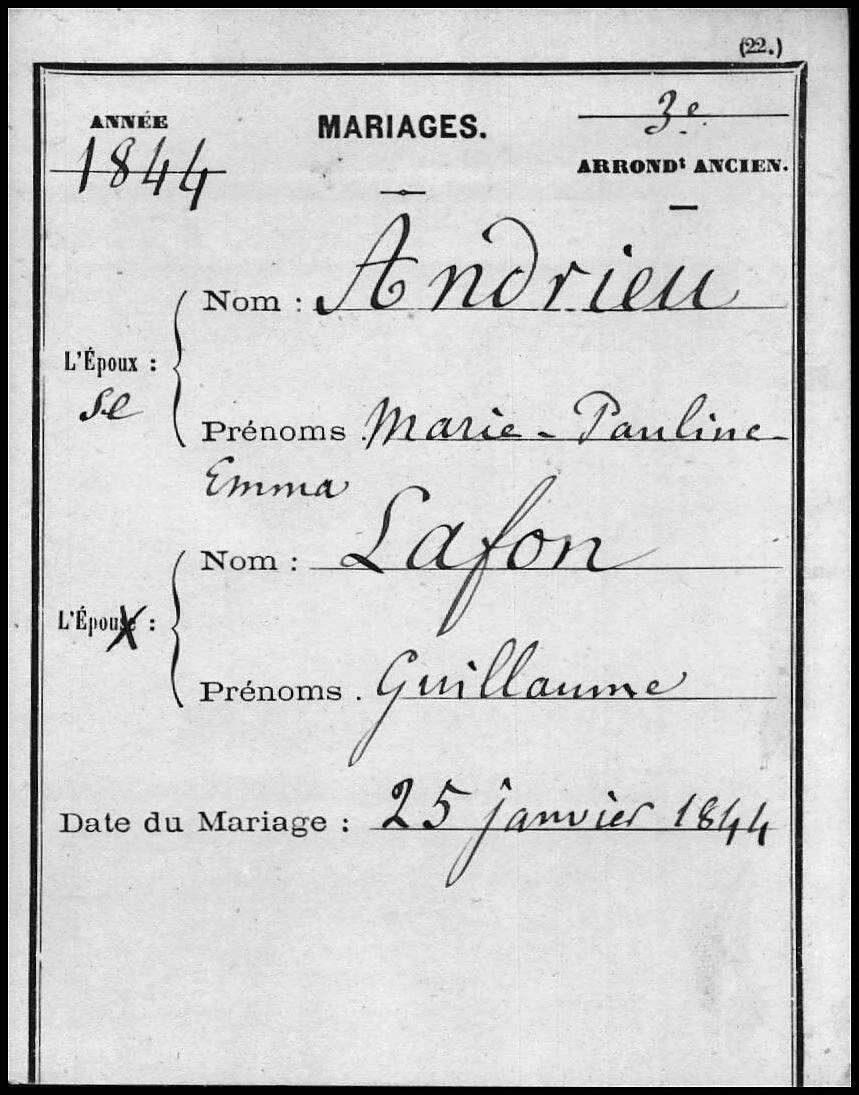 (22.)
ANNÉE
1844
MARIAGES.
3e
ARRONDt ANCIEN.
Nom : Andrieu
L'Époux :
se
Prénoms . Marie - Pauline -
Emma
Nom : Lafon
L'Épouse :
Prénoms . Guillaume
Date du Mariage : 25 janvier 1844